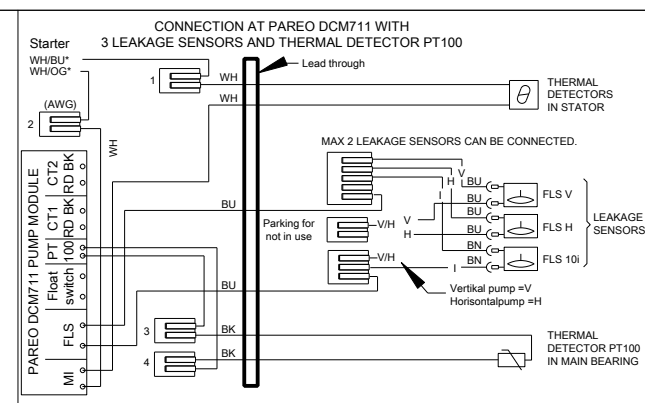 CONNECTION AT PAREO DCM711 WITH
3 LEAKAGE SENSORS AND THERMAL DETECTOR PT100
Starter
WH/BU*
WH/OG*
Lead through
1
WH
WH
THERMAL
DETECTORS
IN STATOR
(AWG)
2
WH
MAX 2 LEAKAGE SENSORS CAN BE CONNECTED.
V
H
I
BU
BU
BU
BU
BN
BN
FLS V
FLS H
FLS 10i
LEAKAGE
SENSORS
BU
Parking for
not in use
V/H
V
H
V/H
I
BU
Vertikal pump =V
Horisontalpump =H
PAREO DCM711 PUMP MODULE
CT2
RD BK
CT1
RD BK
PT
100
Float
switch
FLS
MI
3
BK
4
BK
THERMAL
DETECTOR PT100
IN MAIN BEARING